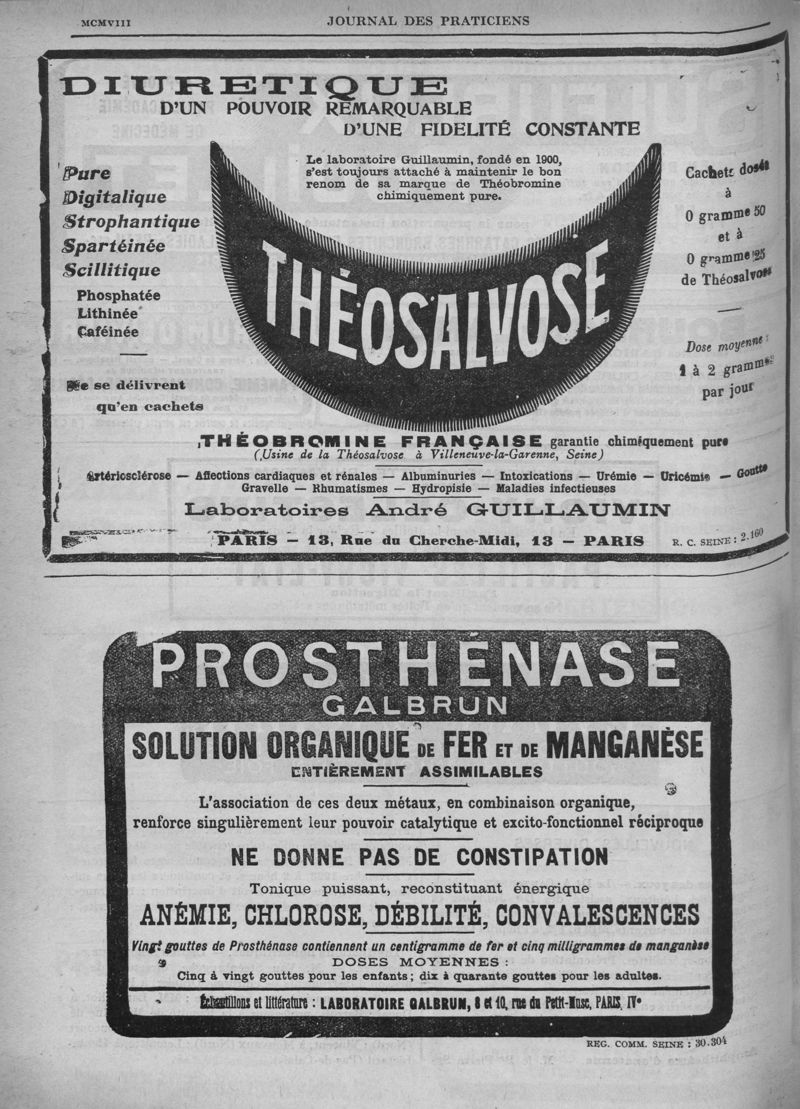 MCMVIII
JOURNAL DES PRATICIENS
DIURETIQUE
D'UN POUVOIR REMARQUABLE
D'UNE FIDELITÉ CONSTANTE
Le laboratoire Guillaumin, fondé en 1900,
s'est toujours attaché à maintenir le bon
renom de sa marque de Théobromine
chimiquement pure.
Pure
Digitalique
Strophantique
Spartéinée
Scillitique
Phosphatée
Lithinée
Caféinée
Ne se délivrent
qu'en cachets
THÉOSALVOSE
Cachets dosés
à
0 gramme 50
et à
0 gramme 25
de Théosalvose
Dose moyenne :
1 à 2 grammes
par jour
THÉOBROMINE FRANÇAISE garantie chimiquement pure
(Usine de la Théosalvose à Villeneuve-la-Garenne, Seine)
Artériosclérose — Affections cardiaques et rénales — Albuminuries — Intoxications — Urémie — Uricémie — Goutte
Gravelle — Rhumatismes — Hydropisie — Maladies infectieuses
Laboratoires André GUILLAUMIN
PARIS — 13, Rue du Cherche-Midi, 13 — PARIS
R. C. SEINE : 2.160
PROSTHÉNASE
GALBRUN
SOLUTION ORGANIQUE DE FER ET DE MANGANÈSE
ENTIÈREMENT ASSIMILABLES
L'association de ces deux métaux, en combinaison organique,
renforce singulièrement leur pouvoir catalytique et excito-fonctionnel réciproque
NE DONNE PAS DE CONSTIPATION
Tonique puissant, reconstituant énergique
ANÉMIE, CHLOROSE, DÉBILITÉ, CONVALESCENCES
Vingt gouttes de Prosthénase contiennent un centigramme de fer et cinq milligrammes de manganèse
DOSES MOYENNES :
Cinq à vingt gouttes pour les enfants ; dix à quarante gouttes pour les adultes.
Échantillons et littérature : LABORATOIRE GALBRUN, 8 et 10, rue du Petit-Musc, PARIS, IVe
REG. COMM. SEINE : 30.304